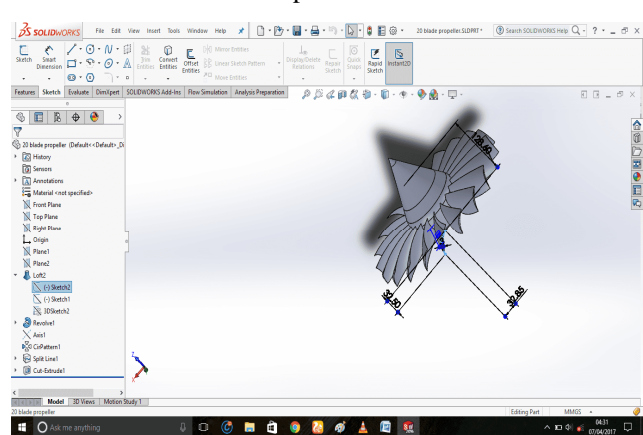 SOLIDWORKS File Edit View Insert Tools Window Help 20 blade propeller.SLDPRT * Search SOLIDWORKS Help
Sketch Smart Dimension Trim Entities Convert Entities Offset Entities Mirror Entities Linear Sketch Pattern Move Entities Display/Delete Relations Repair Sketch Quick Snaps Rapid Sketch Instant2D
Features Sketch Evaluate DimXpert SOLIDWORKS Add-Ins Flow Simulation Analysis Preparation
20 blade propeller (Default<<Default>_Di
History
Sensors
Annotations
Material <not specified>
Front Plane
Top Plane
Right Plane
Origin
Plane1
Plane2
Loft2
(-) Sketch2
(-) Sketch1
3DSketch2
Revolve1
Axis1
CirPattern1
Split Line1
Cut-Extrude1
32.50
32.85
Z
X
Model 3D Views Motion Study 1
20 blade propeller Editing Part MMGS
Ask me anything 04:31
07/04/2017